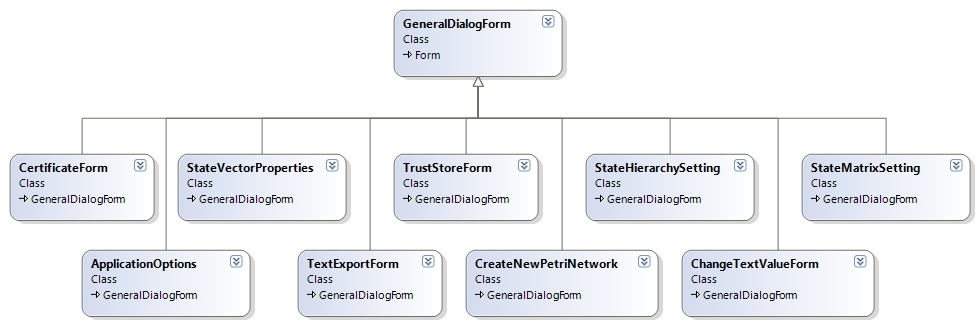 GeneralDialogForm
Class
Form
CertificateForm
Class
GeneralDialogForm
StateVectorProperties
Class
GeneralDialogForm
TrustStoreForm
Class
GeneralDialogForm
StateHierarchySetting
Class
GeneralDialogForm
StateMatrixSetting
Class
GeneralDialogForm
ApplicationOptions
Class
GeneralDialogForm
TextExportForm
Class
GeneralDialogForm
CreateNewPetriNetwork
Class
GeneralDialogForm
ChangeTextValueForm
Class
GeneralDialogForm